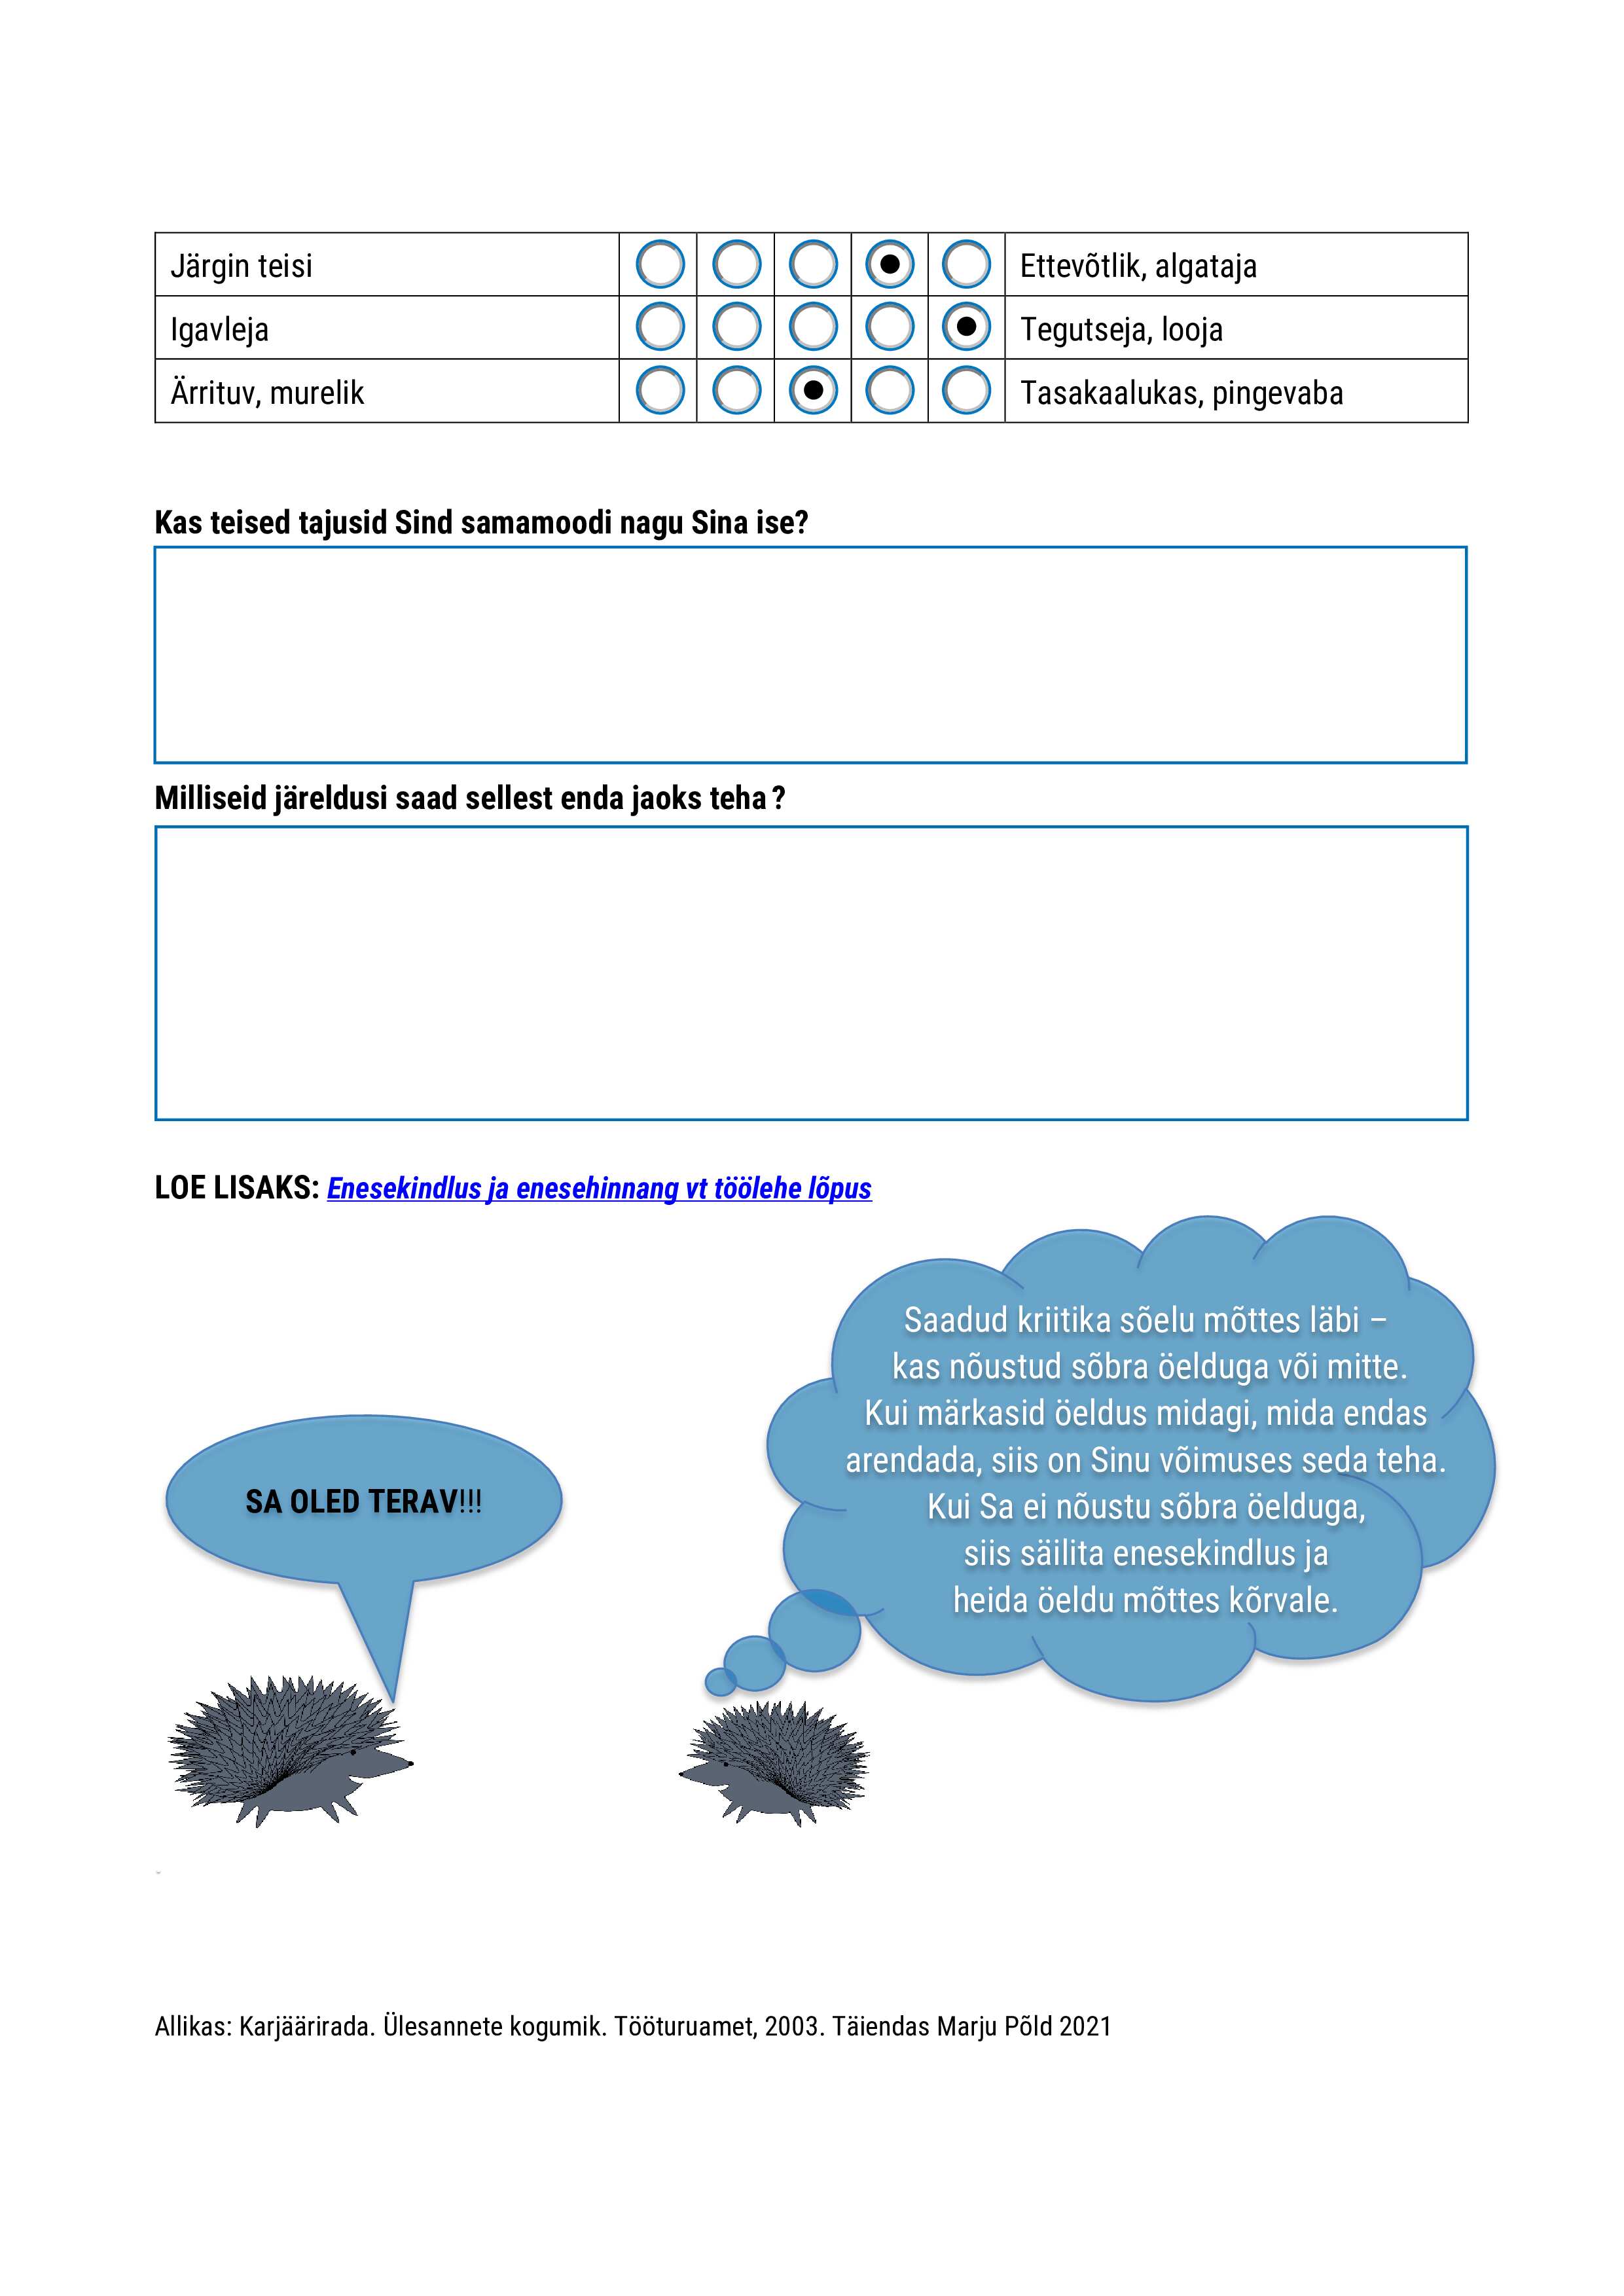 Järgin teisi Ettevõtlik, algataja
Igavleja Tegutseja, looja
Ärrituv, murelik Tasakaalukas, pingevaba
Kas teised tajusid Sind samamoodi nagu Sina ise?
Milliseid järeldusi saad sellest enda jaoks teha ?
LOE LISAKS: Enesekindlus ja enesehinnang vt töölehe lõpus
Saadud kriitika sõelu mõttes läbi –
kas nõustud sõbra öelduga või mitte.
Kui märkasid öeldus midagi, mida endas
arendada, siis on Sinu võimuses seda teha.
Kui Sa ei nõustu sõbra öelduga,
siis säilita enesekindlus ja
heida öeldu mõttes kõrvale.
SA OLED TERAV!!!
Allikas: Karjäärirada. Ülesannete kogumik. Tööturuamet, 2003. Täiendas Marju Põld 2021